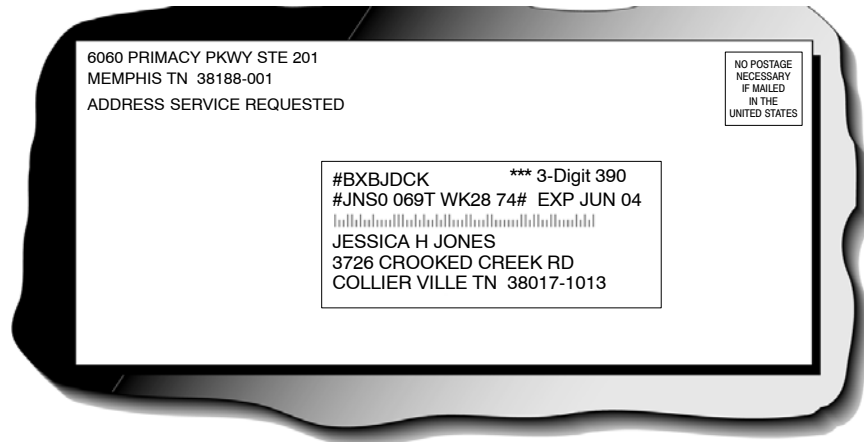 6060 PRIMACY PKWY STE 201
MEMPHIS TN 38188-001
ADDRESS SERVICE REQUESTED
NO POSTAGE
NECESSARY
IF MAILED
IN THE
UNITED STATES
#BXBJDCK *** 3-Digit 390
#JNS0 069T WK28 74# EXP JUN 04
JESSICA H JONES
3726 CROOKED CREEK RD
COLLIER VILLE TN 38017-1013